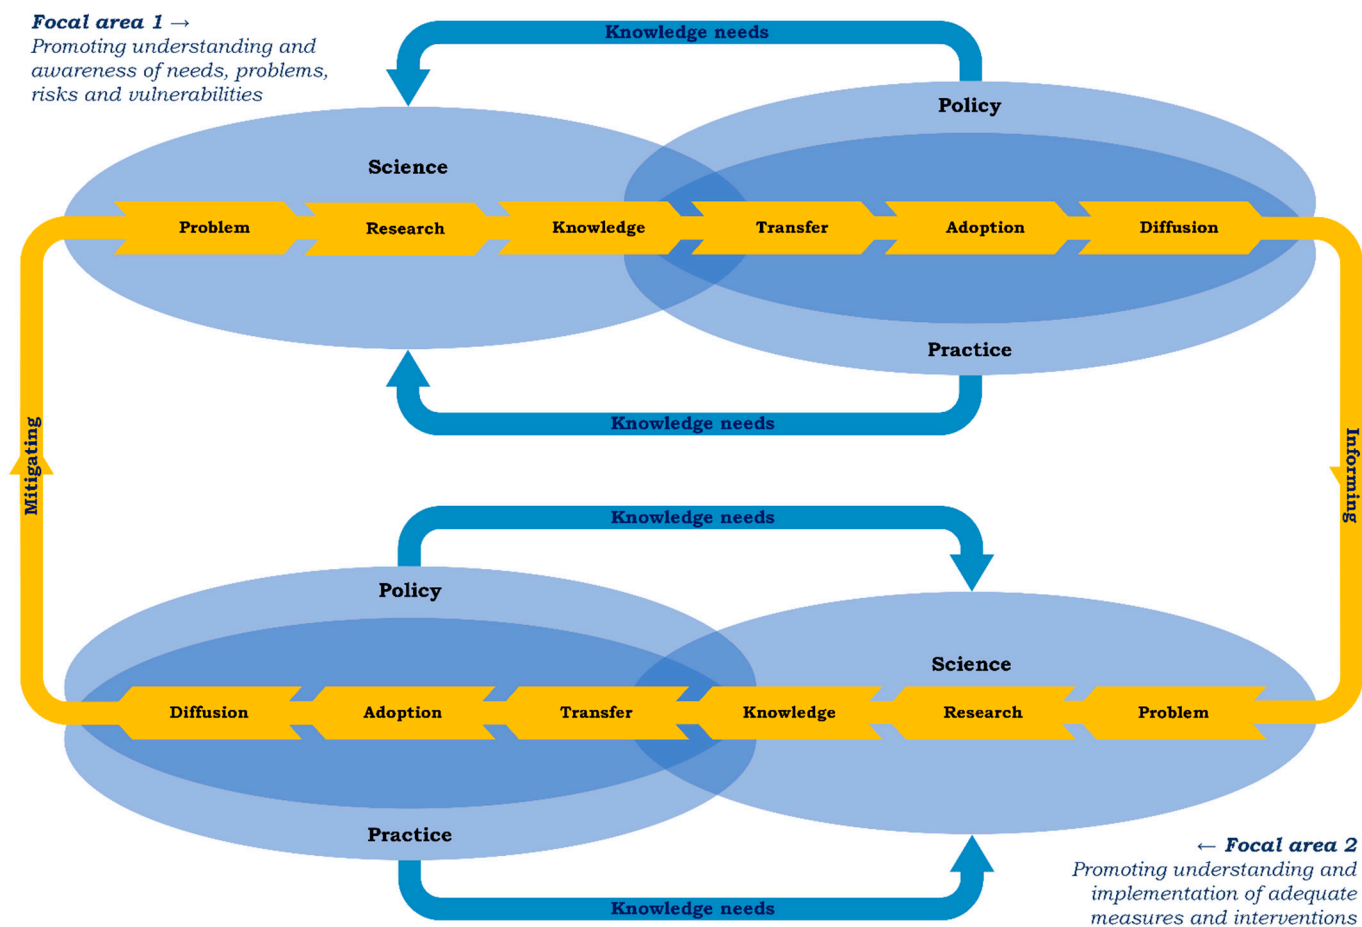 Focal area 1 →
Promoting understanding and
awareness of needs, problems,
risks and vulnerabilities
Knowledge needs
Policy
Science
Problem
Research
Knowledge
Transfer
Adoption
Diffusion
Practice
Knowledge needs
Mitigating
Informing
Knowledge needs
Policy
Science
Diffusion
Adoption
Transfer
Knowledge
Research
Problem
Practice
Knowledge needs
← Focal area 2
Promoting understanding and
implementation of adequate
measures and interventions